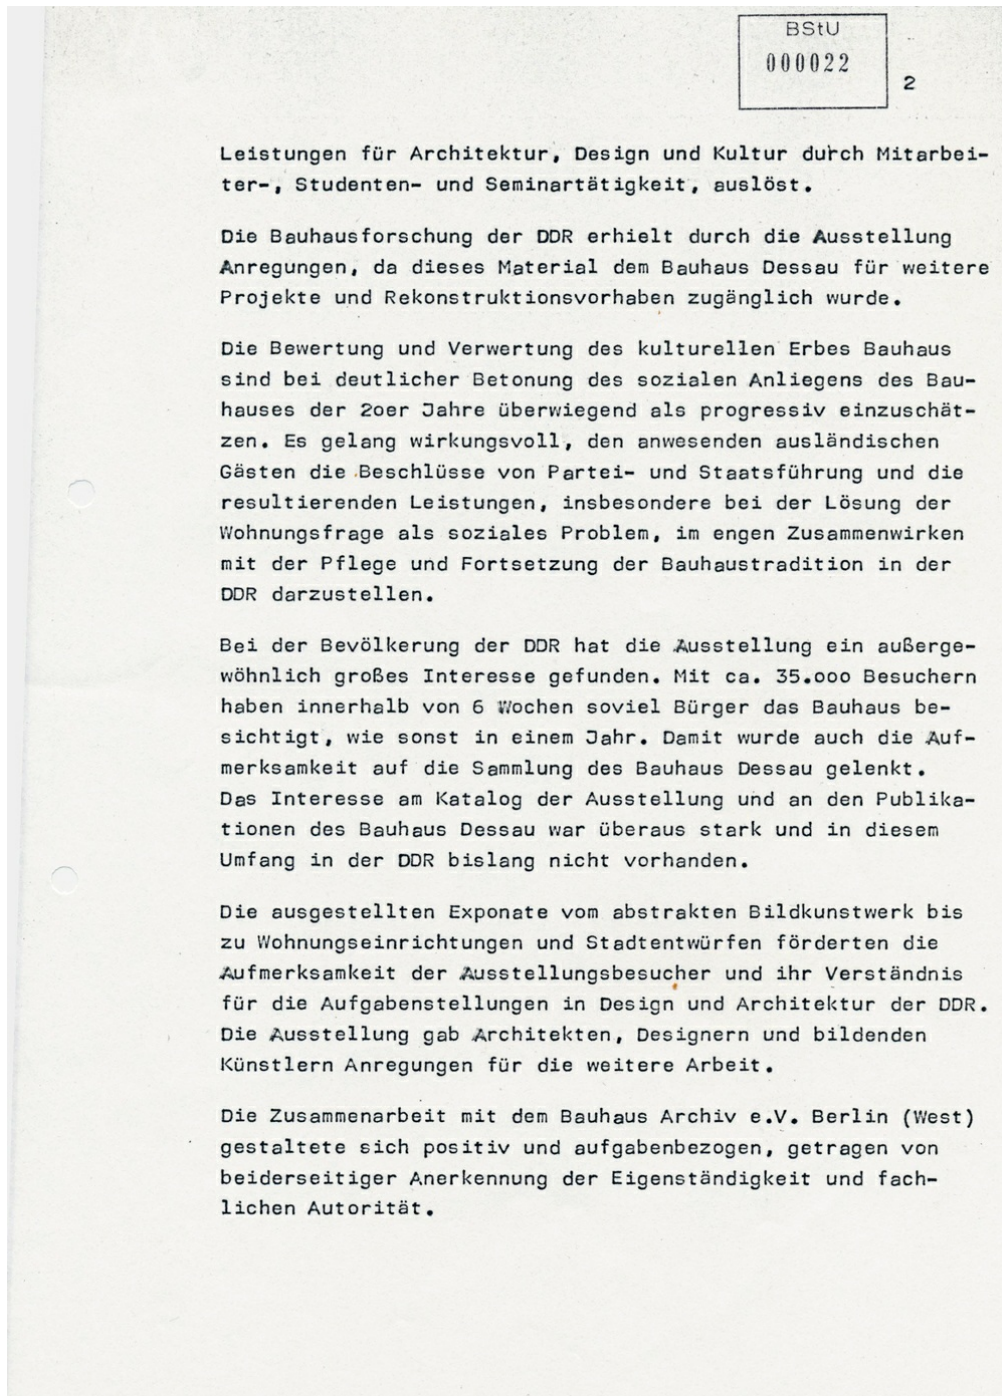 BStU
000022
2
Leistungen für Architektur, Design und Kultur durch Mitarbei-
ter-, Studenten- und Seminartätigkeit, auslöst.
Die Bauhausforschung der DDR erhielt durch die Ausstellung
Anregungen, da dieses Material dem Bauhaus Dessau für weitere
Projekte und Rekonstruktionsvorhaben zugänglich wurde.
Die Bewertung und Verwertung des kulturellen Erbes Bauhaus
sind bei deutlicher Betonung des sozialen Anliegens des Bau-
hauses der 2oer Jahre überwiegend als progressiv einzuschät-
zen. Es gelang wirkungsvoll, den anwesenden ausländischen
Gästen die Beschlüsse von Partei- und Staatsführung und die
resultierenden Leistungen, insbesondere bei der Lösung der
Wohnungsfrage als soziales Problem, im engen Zusammenwirken
mit der Pflege und Fortsetzung der Bauhaustradition in der
DDR darzustellen.
Bei der Bevölkerung der DDR hat die Ausstellung ein außerge-
wöhnlich großes Interesse gefunden. Mit ca. 35.ooo Besuchern
haben innerhalb von 6 Wochen soviel Bürger das Bauhaus be-
sichtigt, wie sonst in einem Jahr. Damit wurde auch die Auf-
merksamkeit auf die Sammlung des Bauhaus Dessau gelenkt.
Das Interesse am Katalog der Ausstellung und an den Publika-
tionen des Bauhaus Dessau war überaus stark und in diesem
Umfang in der DDR bislang nicht vorhanden.
Die ausgestellten Exponate vom abstrakten Bildkunstwerk bis
zu Wohnungseinrichtungen und Stadtentwürfen förderten die
Aufmerksamkeit der Ausstellungsbesucher und ihr Verständnis
für die Aufgabenstellungen in Design und Architektur der DDR.
Die Ausstellung gab Architekten, Designern und bildenden
Künstlern Anregungen für die weitere Arbeit.
Die Zusammenarbeit mit dem Bauhaus Archiv e.V. Berlin (West)
gestaltete sich positiv und aufgabenbezogen, getragen von
beiderseitiger Anerkennung der Eigenständigkeit und fach-
lichen Autorität.